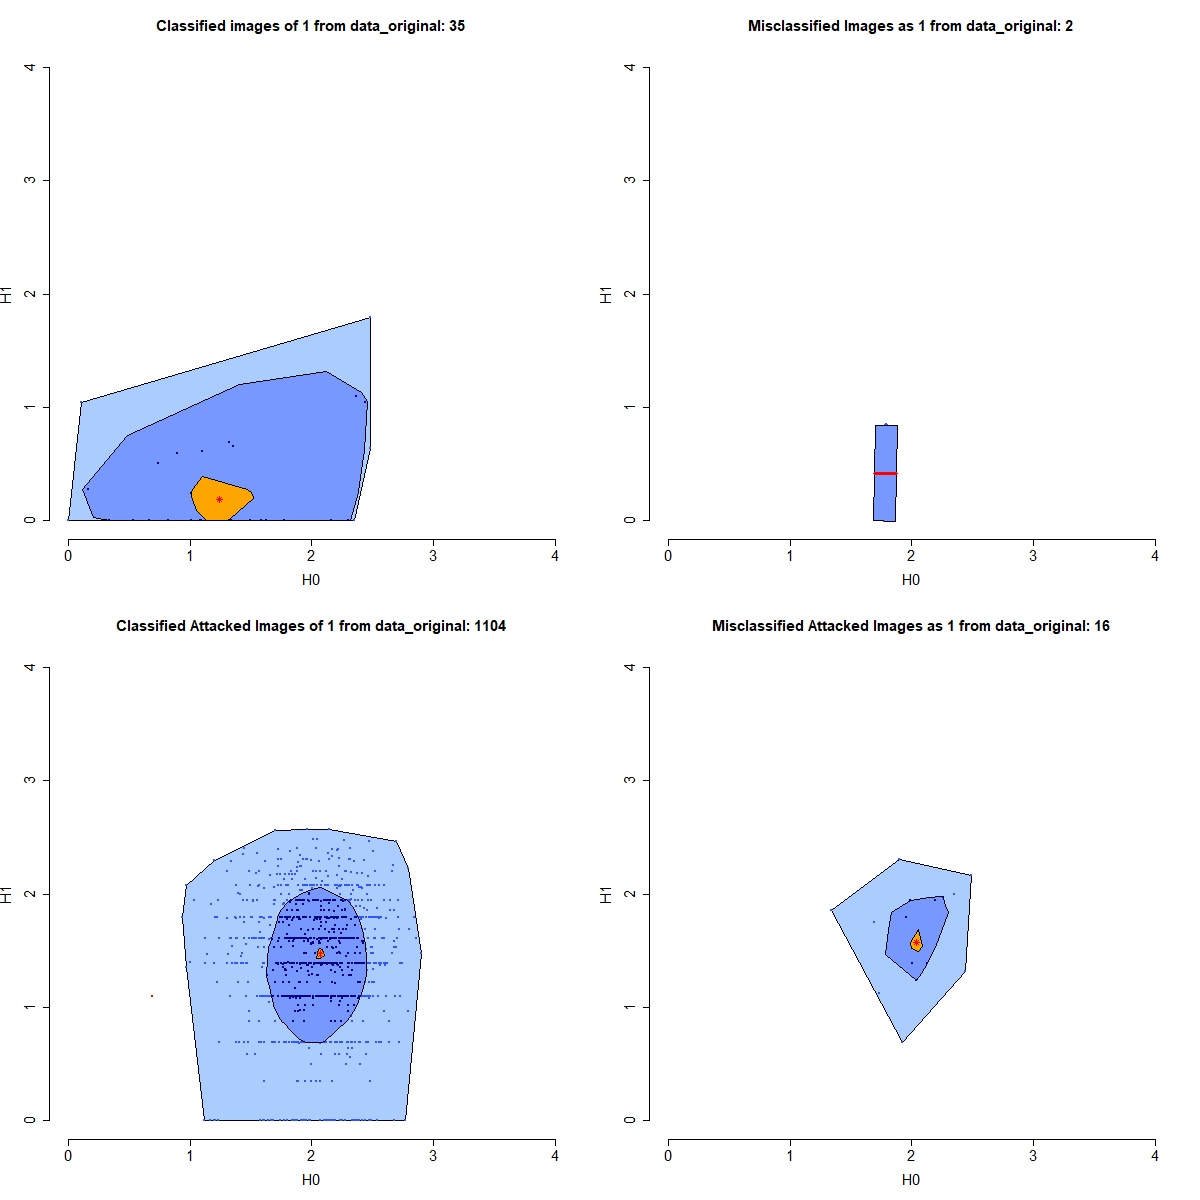 Classified images of 1 from data_original: 35
4
3
2
1
0
H1
0 1 2 3 4
H0
Misclassified Images as 1 from data_original: 2
4
3
2
1
0
H1
0 1 2 3 4
H0
Classified Attacked Images of 1 from data_original: 1104
4
3
2
1
0
H1
0 1 2 3 4
H0
Misclassified Attacked Images as 1 from data_original: 16
4
3
2
1
0
H1
0 1 2 3 4
H0